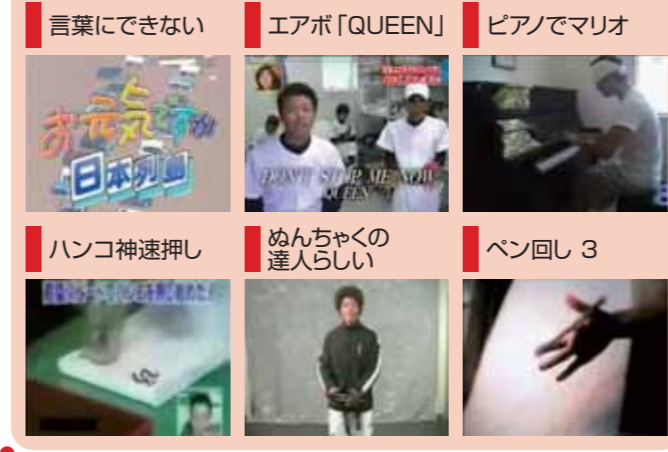 言葉にできない
エアボ「QUEEN」
ピアノでマリオ
お元気ですか
日本列島
DON'T STOP ME NOW
QUEEN
ハンコ神速押し
ぬんちゃくの
達人らしい
ペン回し 3